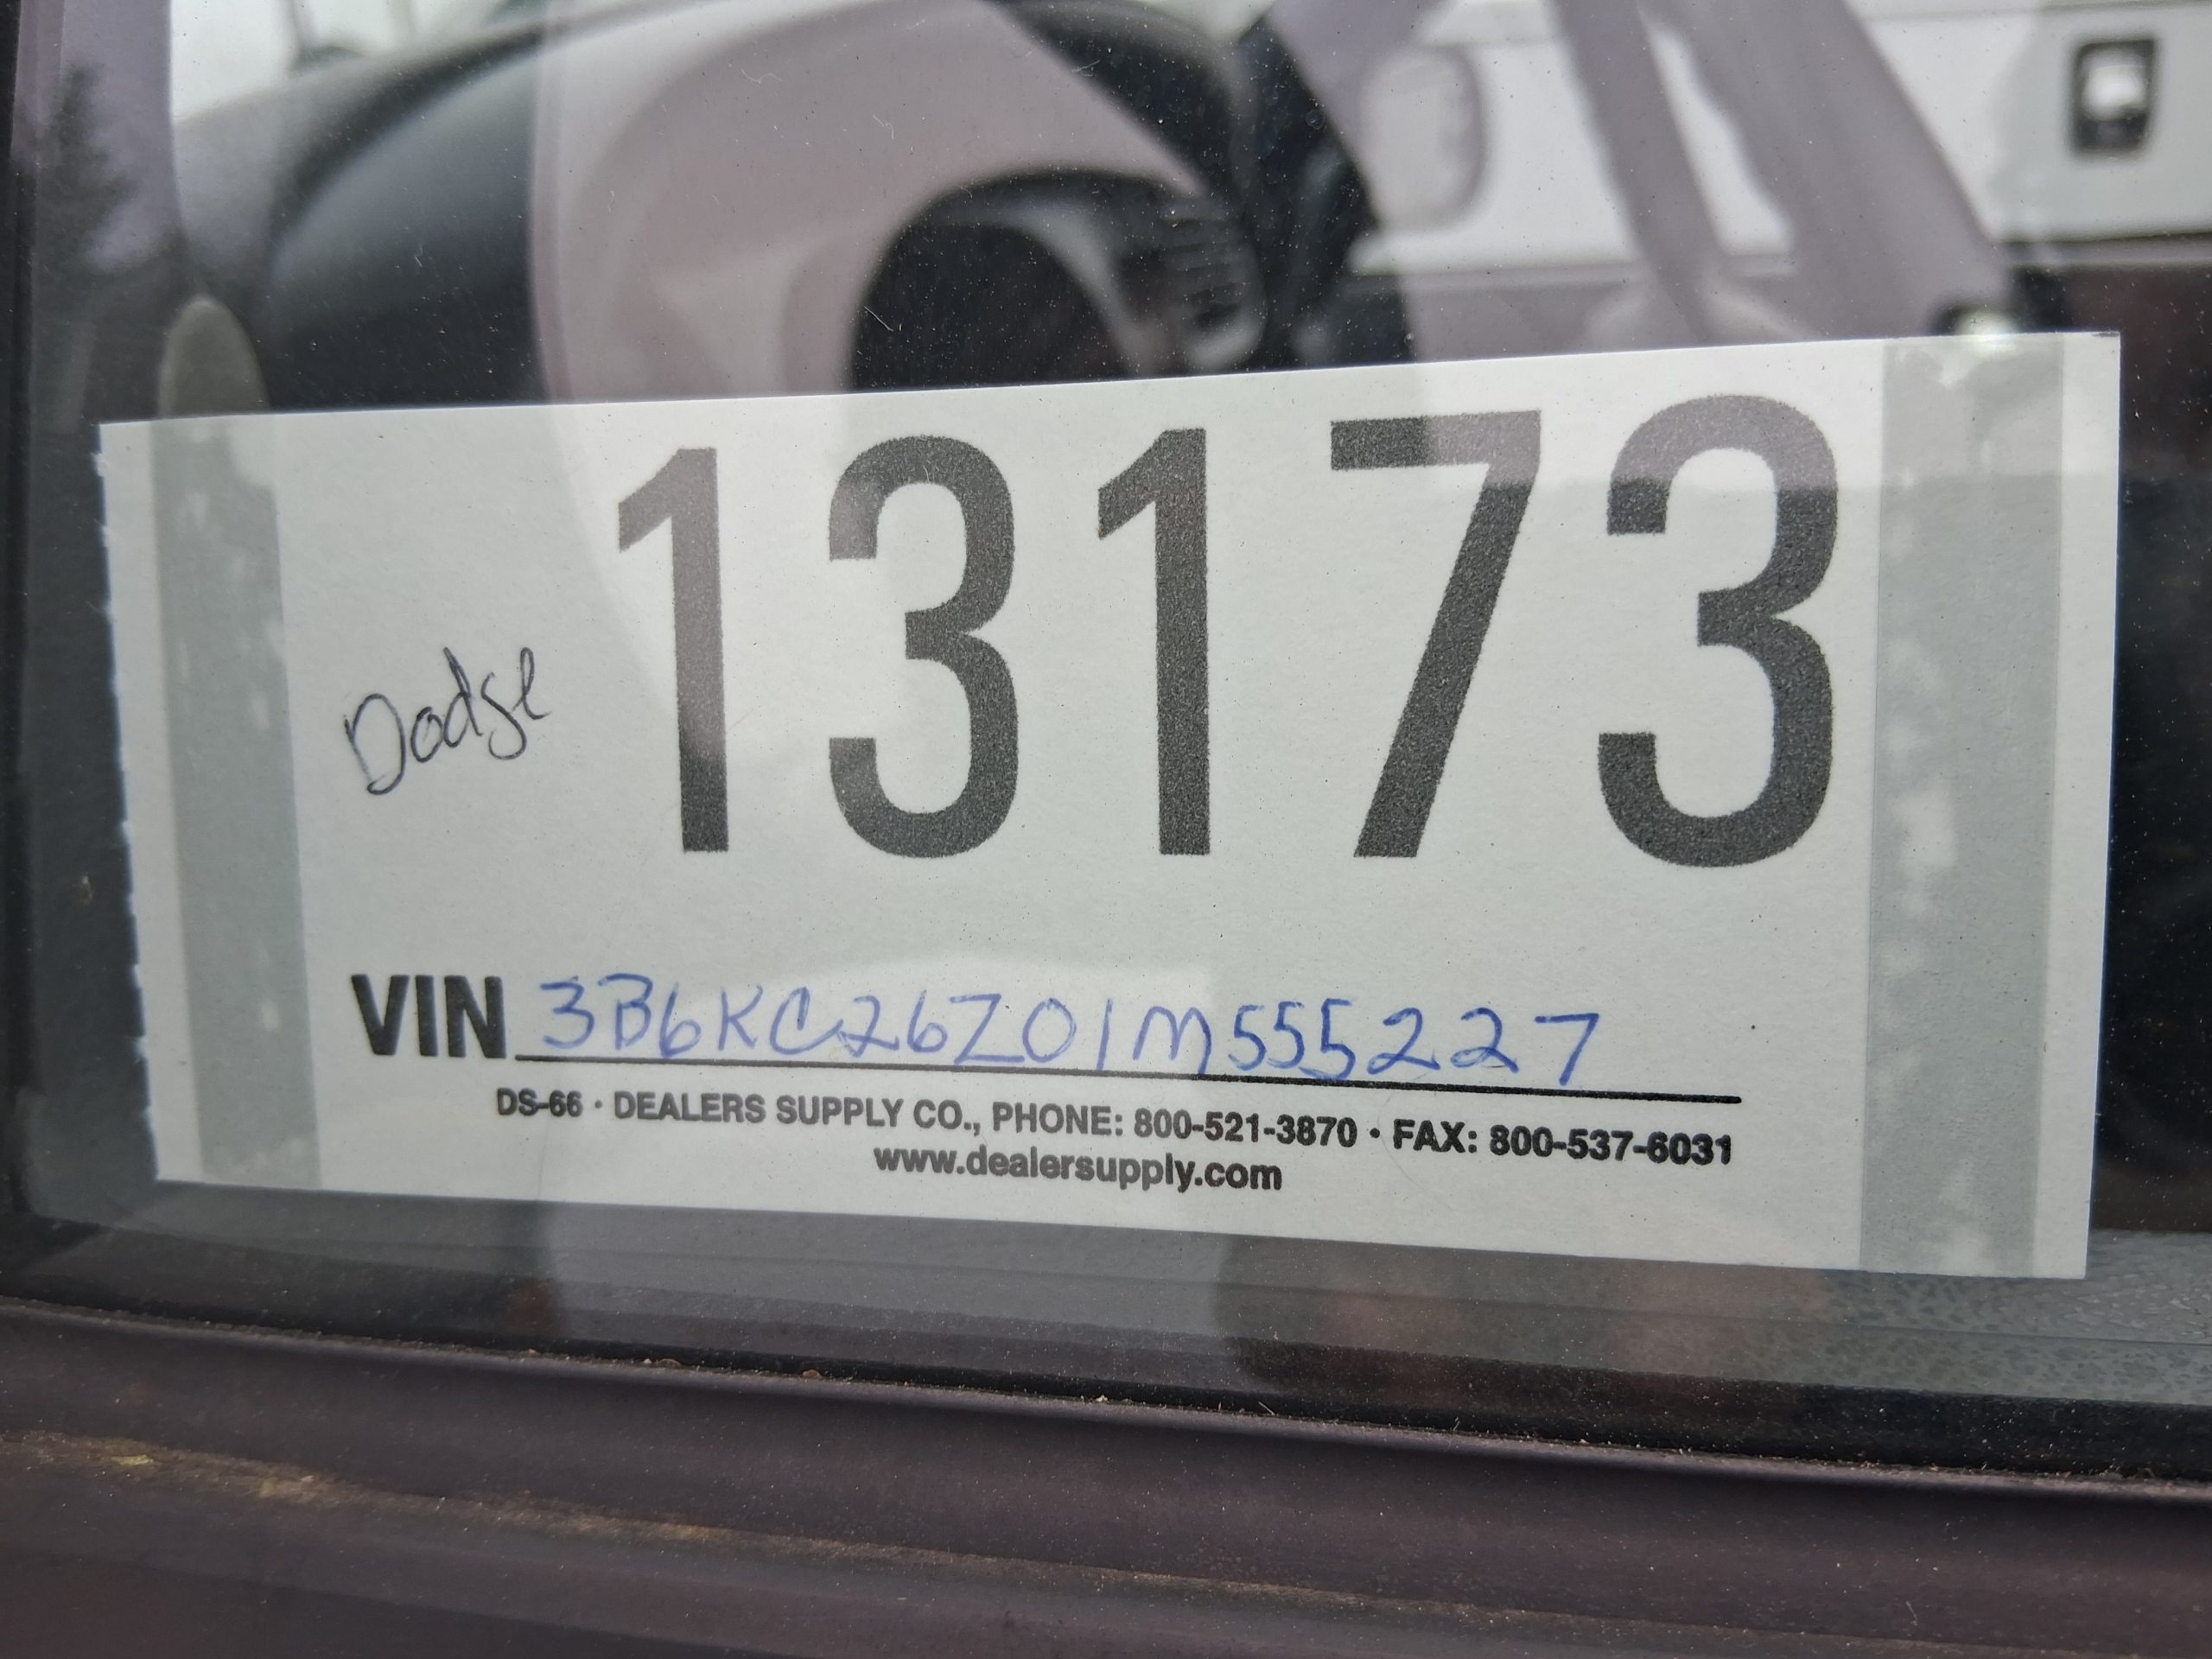 13173
Dodge
VIN 3B6KC26Z01M555227
DS-66 · DEALERS SUPPLY CO., PHONE: 800-521-3870 · FAX: 800-537-6031
www.dealersupply.com